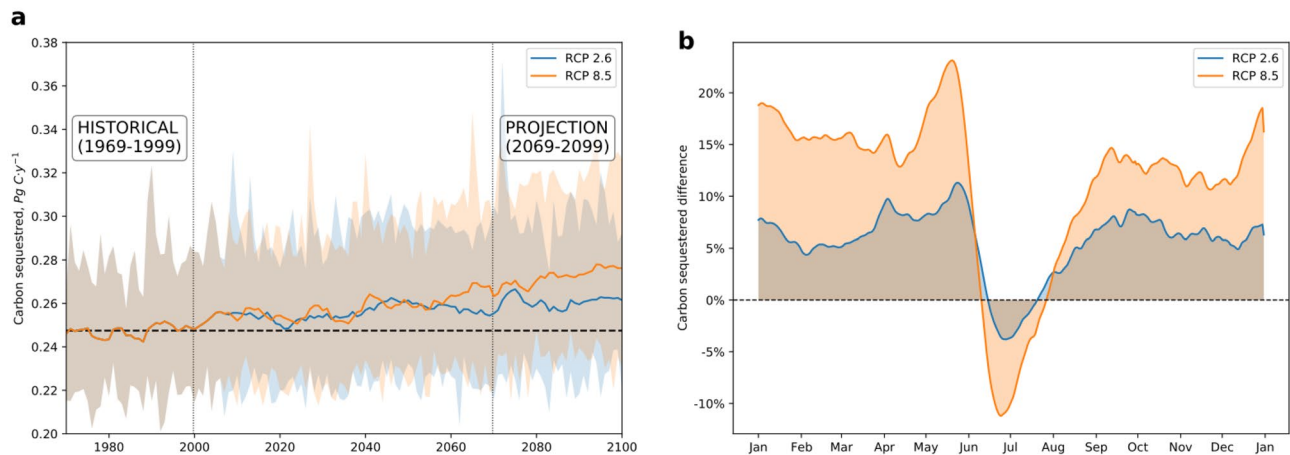 a
Carbon sequestred, Pg C·y⁻¹
0.38
0.36
0.34
0.32
0.30
0.28
0.26
0.24
0.22
0.20
HISTORICAL
(1969-1999)
PROJECTION
(2069-2099)
RCP 2.6
RCP 8.5
1980
2000
2020
2040
2060
2080
2100
b
Carbon sequestered difference
20%
15%
10%
5%
0%
-5%
-10%
RCP 2.6
RCP 8.5
Jan
Feb
Mar
Apr
May
Jun
Jul
Aug
Sep
Oct
Nov
Dec
Jan